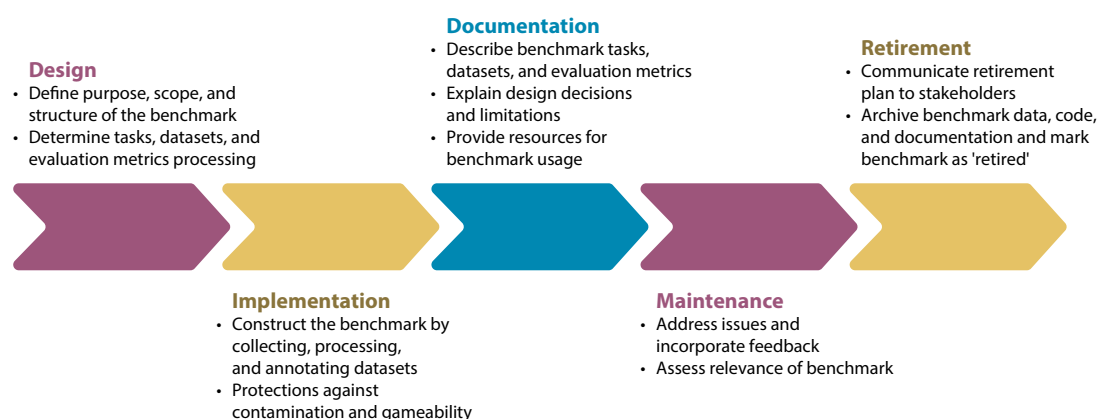 Design
• Define purpose, scope, and
structure of the benchmark
• Determine tasks, datasets, and
evaluation metrics processing
Implementation
• Construct the benchmark by
collecting, processing,
and annotating datasets
• Protections against
contamination and gameability
Documentation
• Describe benchmark tasks,
datasets, and evaluation metrics
• Explain design decisions
and limitations
• Provide resources for
benchmark usage
Maintenance
• Address issues and
incorporate feedback
• Assess relevance of benchmark
Retirement
• Communicate retirement
plan to stakeholders
• Archive benchmark data, code,
and documentation and mark
benchmark as 'retired'